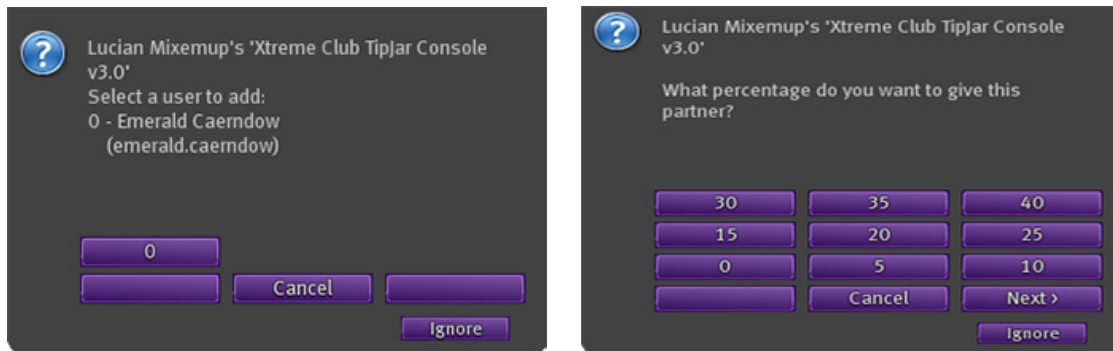 Lucian Mixemup's 'Xtreme Club TipJar Console
v3.0'
Select a user to add:
0 - Emerald Caerndow
(emerald.caerndow)
0
Cancel
Ignore
Lucian Mixemup's 'Xtreme Club TipJar Console
v3.0'
What percentage do you want to give this
partner?
30 35 40
15 20 25
0 5 10
Cancel Next >
Ignore